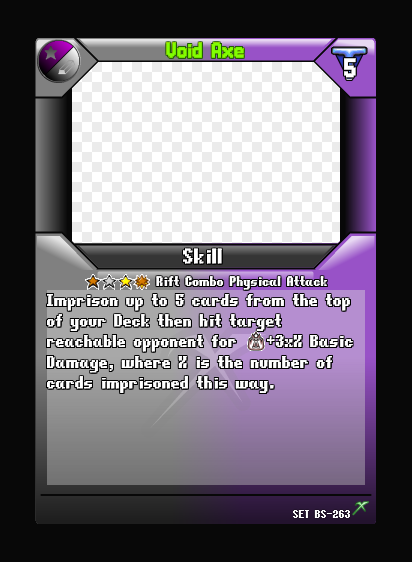 Void Axe
5
Skill
Rift Combo Physical Attack
Imprison up to 5 cards from the top
of your Deck then hit target
reachable opponent for +3xX Basic
Damage, where X is the number of
cards imprisoned this way.
SET BS-263